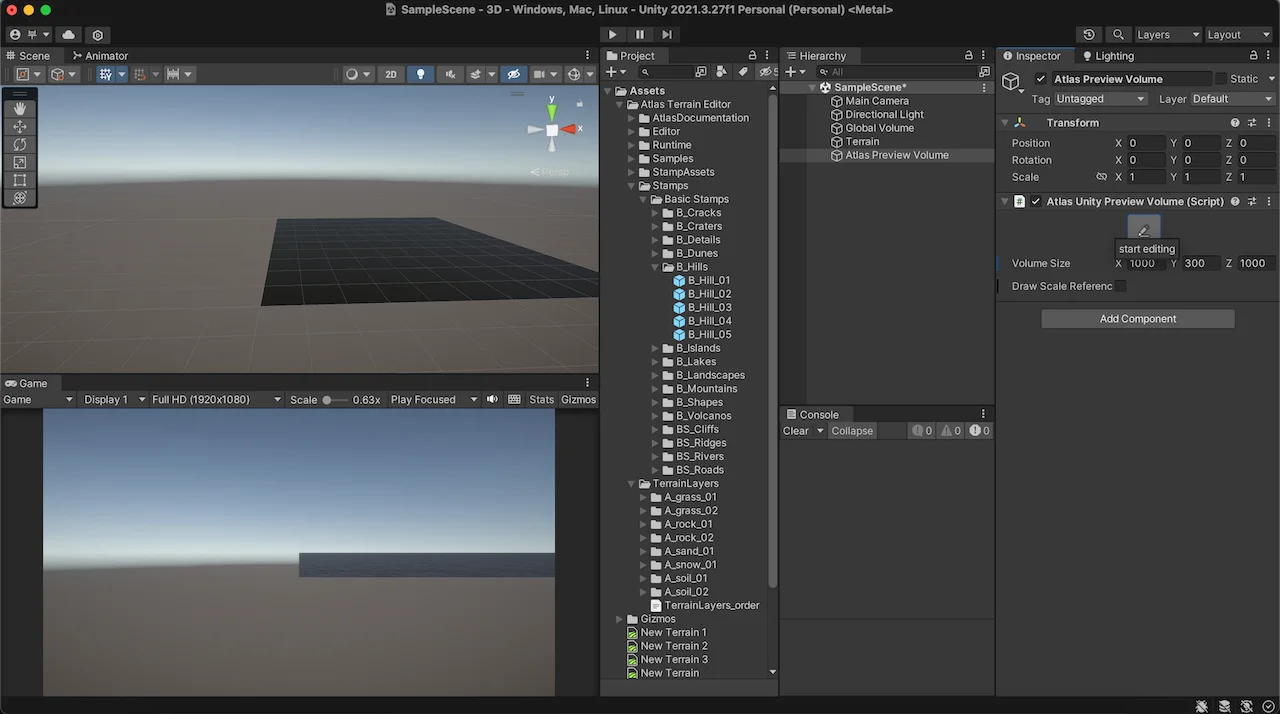 SampleScene - 3D - Windows, Mac, Linux - Unity 2021.3.27f1 Personal (Personal) <Metal>
Layers
Layout
Scene
Animator
2D
y
x
Persp
Game
Game
Display 1
Full HD (1920x1080)
Scale
0.63x
Play Focused
Stats
Gizmos
Project
5
Assets
Atlas Terrain Editor
AtlasDocumentation
Editor
Runtime
Samples
StampAssets
Stamps
Basic Stamps
B_Cracks
B_Craters
B_Details
B_Dunes
B_Hills
B_Hill_01
B_Hill_02
B_Hill_03
B_Hill_04
B_Hill_05
B_Islands
B_Lakes
B_Landscapes
B_Mountains
B_Shapes
B_Volcanos
BS_Cliffs
BS_Ridges
BS_Rivers
BS_Roads
TerrainLayers
A_grass_01
A_grass_02
A_rock_01
A_rock_02
A_sand_01
A_snow_01
A_soil_01
A_soil_02
TerrainLayers_order
Gizmos
New Terrain 1
New Terrain 2
New Terrain 3
New Terrain
Hierarchy
All
SampleScene*
Main Camera
Directional Light
Global Volume
Terrain
Atlas Preview Volume
Console
Clear
Collapse
0
0
0
Inspector
Lighting
Atlas Preview Volume
Static
Tag Untagged
Layer Default
Transform
Position X 0 Y 0 Z 0
Rotation X 0 Y 0 Z 0
Scale X 1 Y 1 Z 1
# Atlas Unity Preview Volume (Script)
start editing
Volume Size X 1000 Y 300 Z 1000
Draw Scale Referenc
Add Component